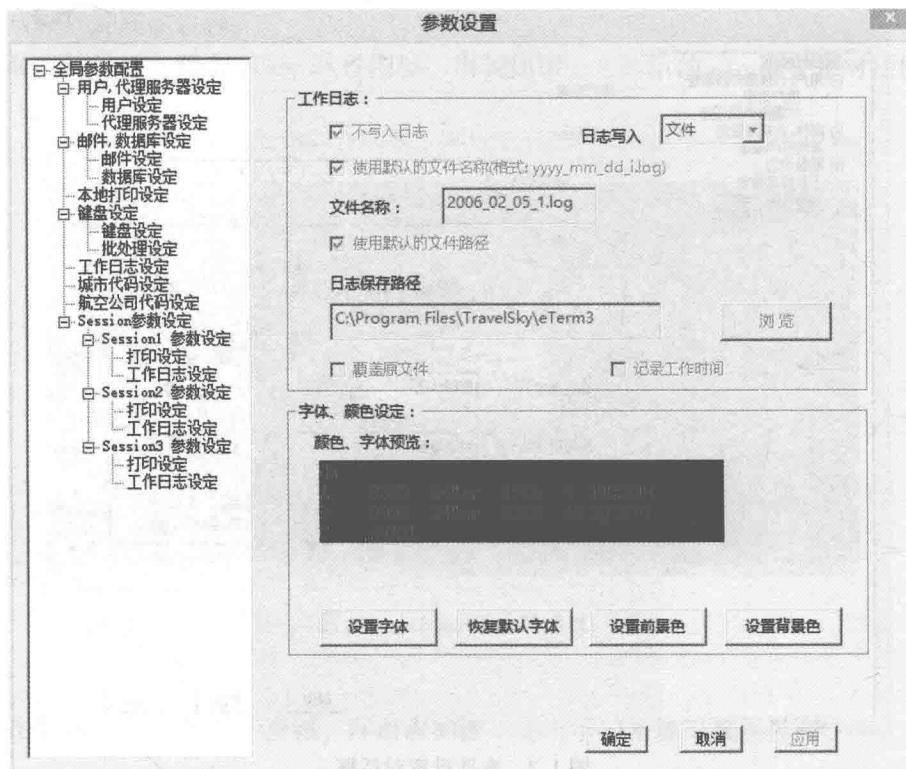 参数设置
全局参数配置
用户,代理服务器设定
用户设定
代理服务器设定
邮件,数据库设定
邮件设定
数据库设定
本地打印设定
键盘设定
键盘设定
批处理设定
工作日志设定
城市代码设定
航空公司代码设定
Session参数设定
Session1 参数设定
打印设定
工作日志设定
Session2 参数设定
打印设定
工作日志设定
Session3 参数设定
打印设定
工作日志设定
工作日志：
不写入日志
日志写入 文件
使用默认的文件名称(格式: yyyy_mm_dd_i.log)
文件名称： 2006_02_05_1.log
使用默认的文件路径
日志保存路径
C:\Program Files\TravelSky\eTerm3 浏览
覆盖原文件 记录工作时间
字体、颜色设定：
颜色、字体预览：
设置字体 恢复默认字体 设置前景色 设置背景色
确定 取消 应用